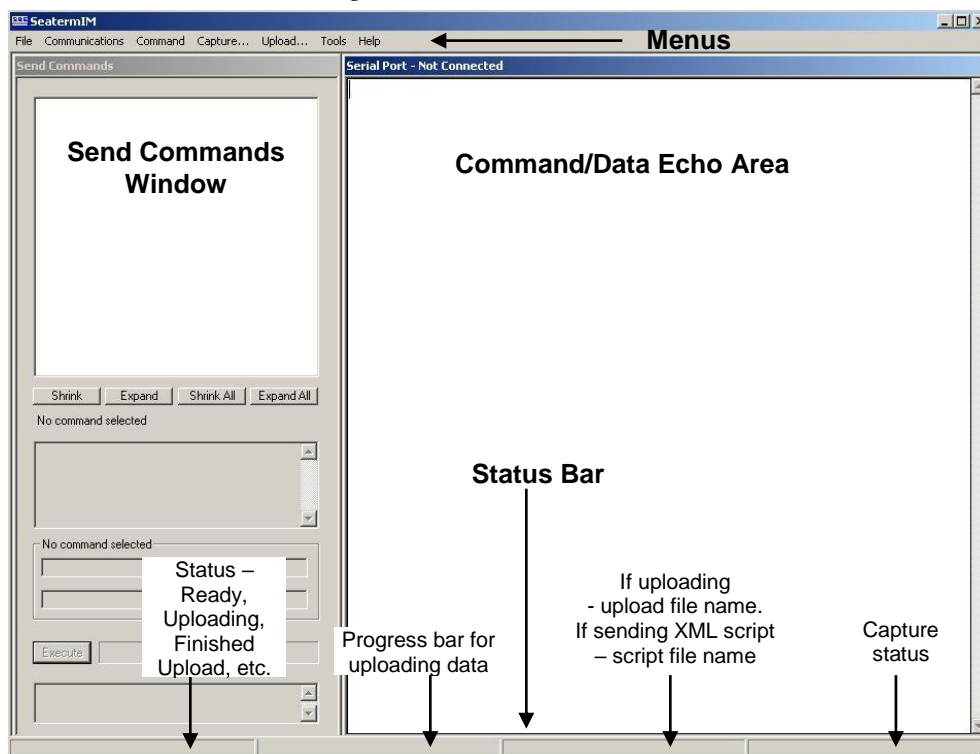 SeatermIM
File Communications Command Capture... Upload... Tools Help
Menus
Send Commands
Serial Port - Not Connected
Send Commands
Window
Command/Data Echo Area
Shrink Expand Shrink All Expand All
No command selected
Status Bar
No command selected
Status –
Ready,
Uploading,
Finished
Upload, etc.
Execute
Progress bar for
uploading data
If uploading
- upload file name.
If sending XML script
– script file name
Capture
status